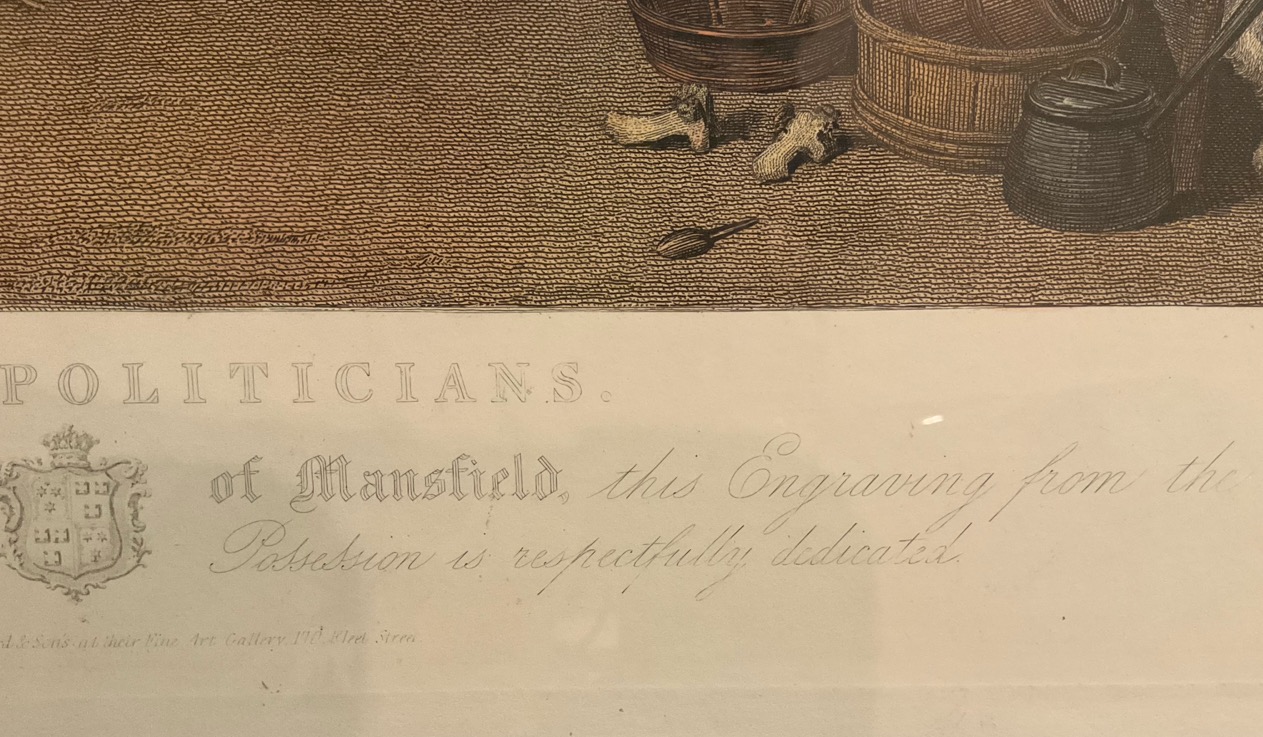 POLITICIANS.
of Mansfield, this Engraving from the
Possession is respectfully dedicated.
& Sons at their Fine Art Gallery, Fleet Street.